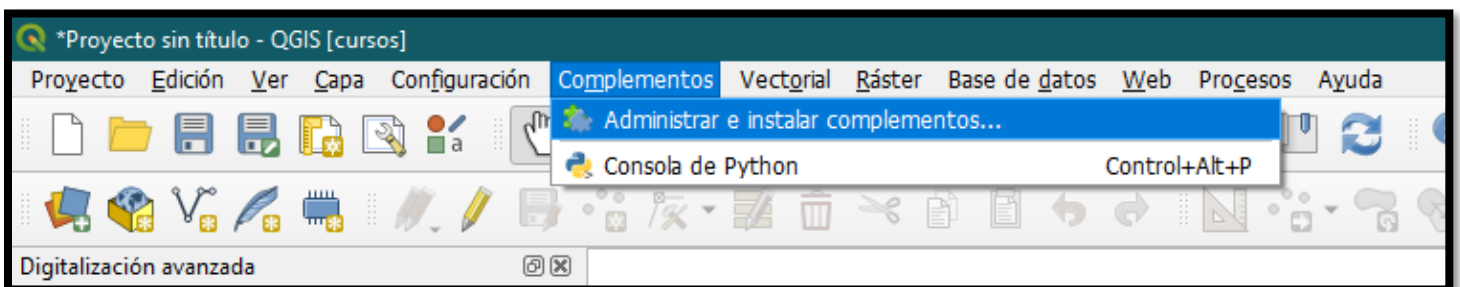 *Proyecto sin título - QGIS [cursos]
Proyecto Edición Ver Capa Configuración Complementos Vectorial Ráster Base de datos Web Procesos Ayuda
Administrar e instalar complementos...
a
Consola de Python Control+Alt+P
Digitalización avanzada